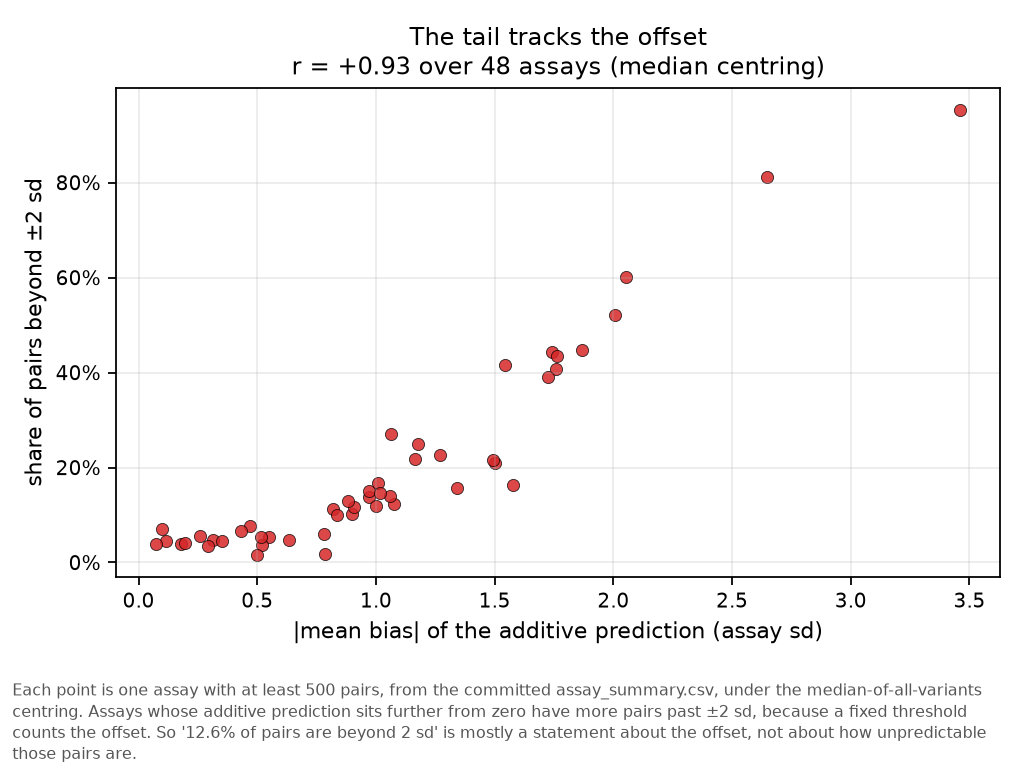 The tail tracks the offset
r = +0.93 over 48 assays (median centring)
share of pairs beyond ±2 sd
80%
60%
40%
20%
0%
0.0 0.5 1.0 1.5 2.0 2.5 3.0 3.5
|mean bias| of the additive prediction (assay sd)
Each point is one assay with at least 500 pairs, from the committed assay_summary.csv, under the median-of-all-variants
centring. Assays whose additive prediction sits further from zero have more pairs past ±2 sd, because a fixed threshold
counts the offset. So '12.6% of pairs are beyond 2 sd' is mostly a statement about the offset, not about how unpredictable
those pairs are.